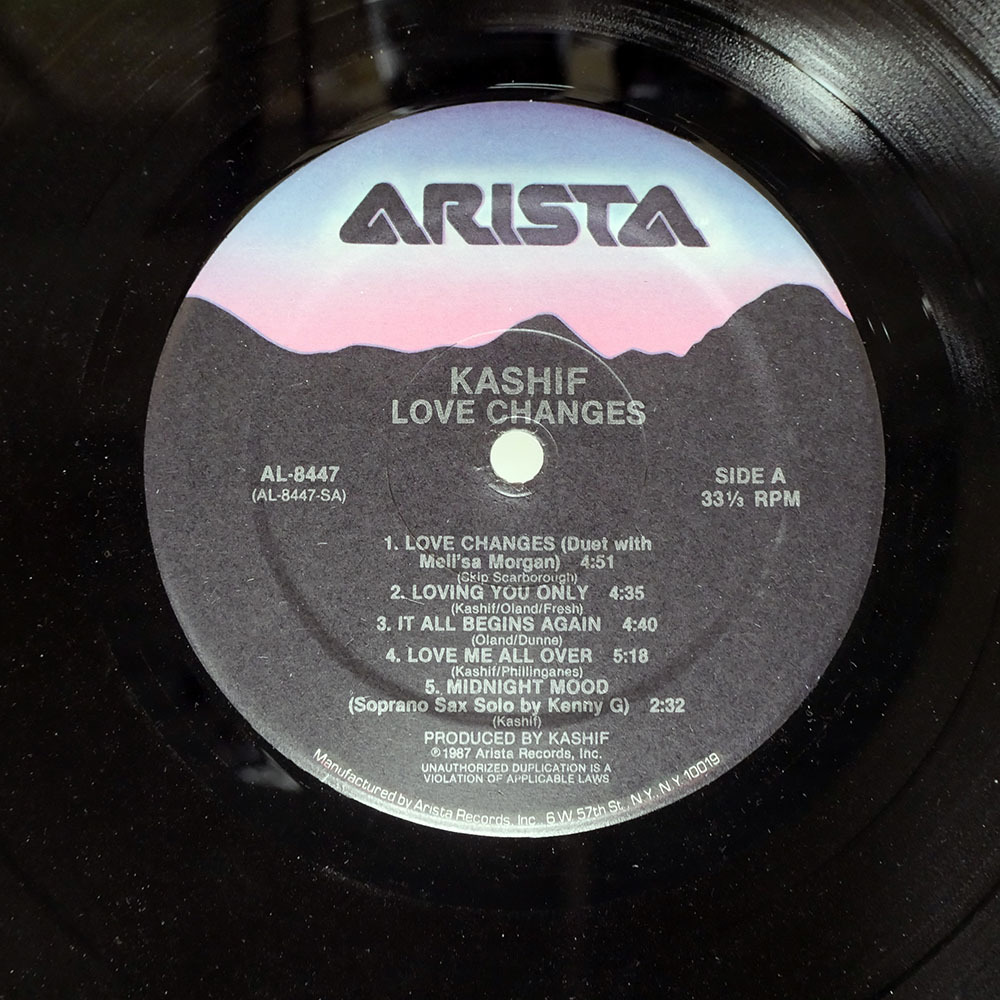 ARISTA
KASHIF
LOVE CHANGES
AL-8447
(AL-8447-SA)
SIDE A
33⅓ RPM
1. LOVE CHANGES (Duet with
Meli'sa Morgan) 4:51
(Skip Scarborough)
2. LOVING YOU ONLY 4:35
(Kashif/Oland/Fresh)
3. IT ALL BEGINS AGAIN 4:40
(Oland/Dunne)
4. LOVE ME ALL OVER 5:18
(Kashif/Phillinganes)
5. MIDNIGHT MOOD
(Soprano Sax Solo by Kenny G) 2:32
(Kashif)
PRODUCED BY KASHIF
℗1987 Arista Records, Inc.
UNAUTHORIZED DUPLICATION IS A
VIOLATION OF APPLICABLE LAWS
Manufactured by Arista Records, Inc. 6 W. 57th St., N.Y., N.Y 10019